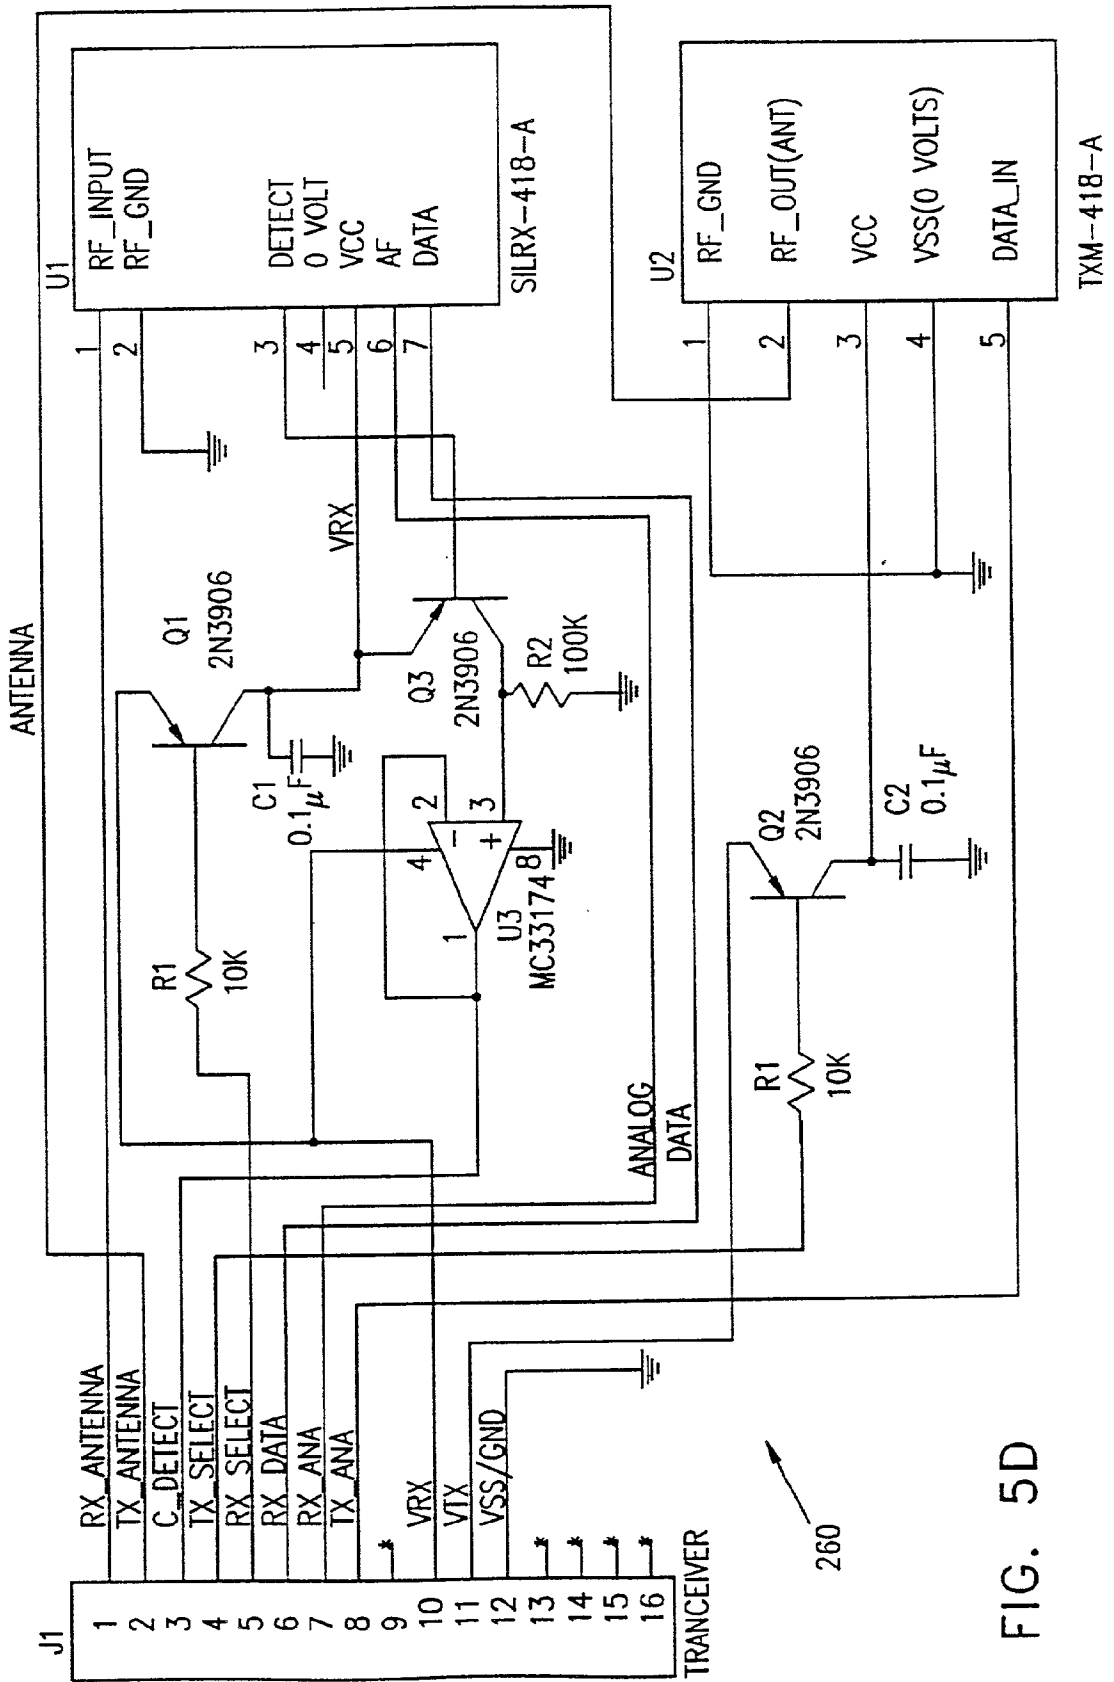 ANTENNA
J1
1
2
3
4
5
6
7
8
9
10
11
12
13
14
15
16
TRANCEIVER
RX_ANTENNA
TX_ANTENNA
C_DETECT
TX_SELECT
RX_SELECT
RX_DATA
RX_ANA
TX_ANA
*
VRX
VTX
VSS/GND
*
*
*
*
R1
10K
Q1
2N3906
C1
0.1µF
VRX
Q3
2N3906
R2
100K
2
3
4
8
1
-
+
U3
MC33174
ANALOG
DATA
U1
1
2
3
4
5
6
7
RF_INPUT
RF_GND
DETECT
0 VOLT
VCC
AF
DATA
SILRX-418-A
R1
10K
Q2
2N3906
C2
0.1µF
U2
1
2
3
4
5
RF_GND
RF_OUT(ANT)
VCC
VSS(0 VOLTS)
DATA_IN
TXM-418-A
260
FIG. 5D